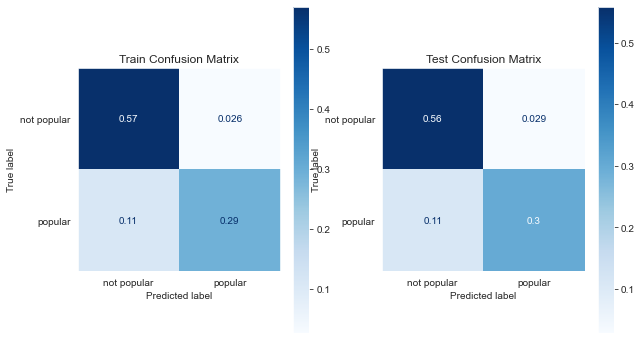 Train Confusion Matrix
True label
not popular
popular
0.57
0.026
0.11
0.29
not popular
popular
Predicted label
0.5
0.4
0.3
0.2
0.1
Test Confusion Matrix
True label
not popular
popular
0.56
0.029
0.11
0.3
not popular
popular
Predicted label
0.5
0.4
0.3
0.2
0.1